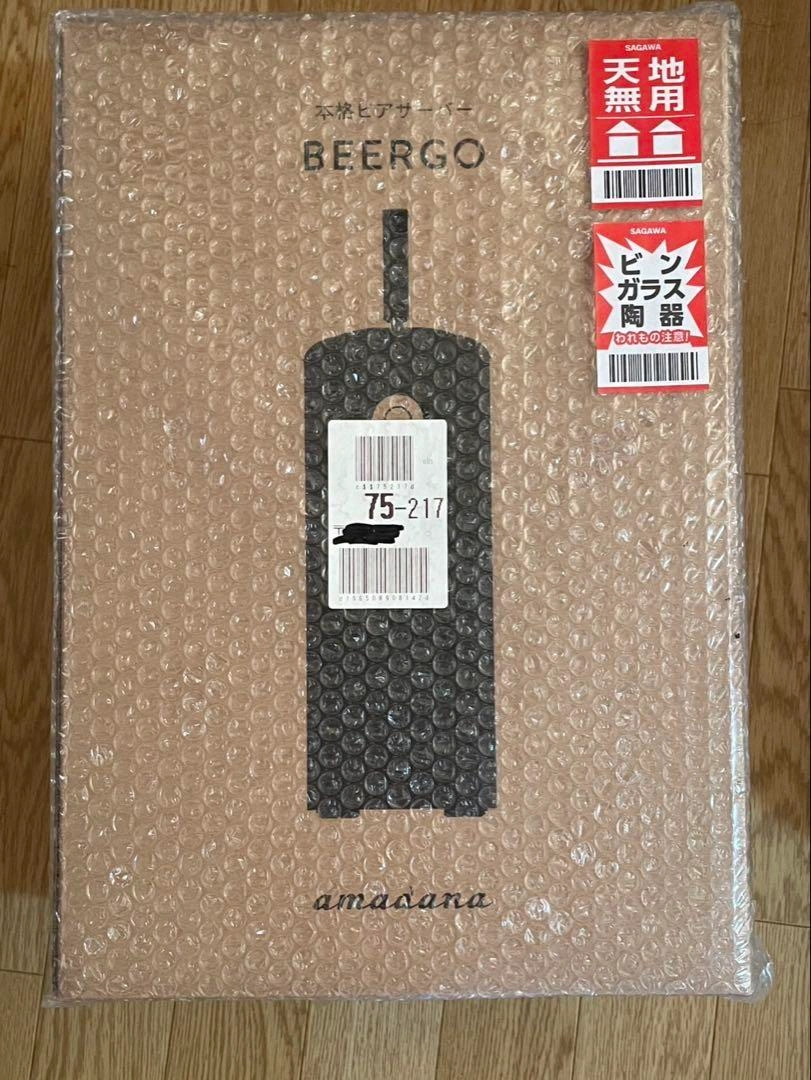 本格ビアサーバー
BEERGO
SAGAWA
天地
無用
SAGAWA
ビン
ガラス
陶器
われもの注意!
c1175217d
75-217
〒
amadana